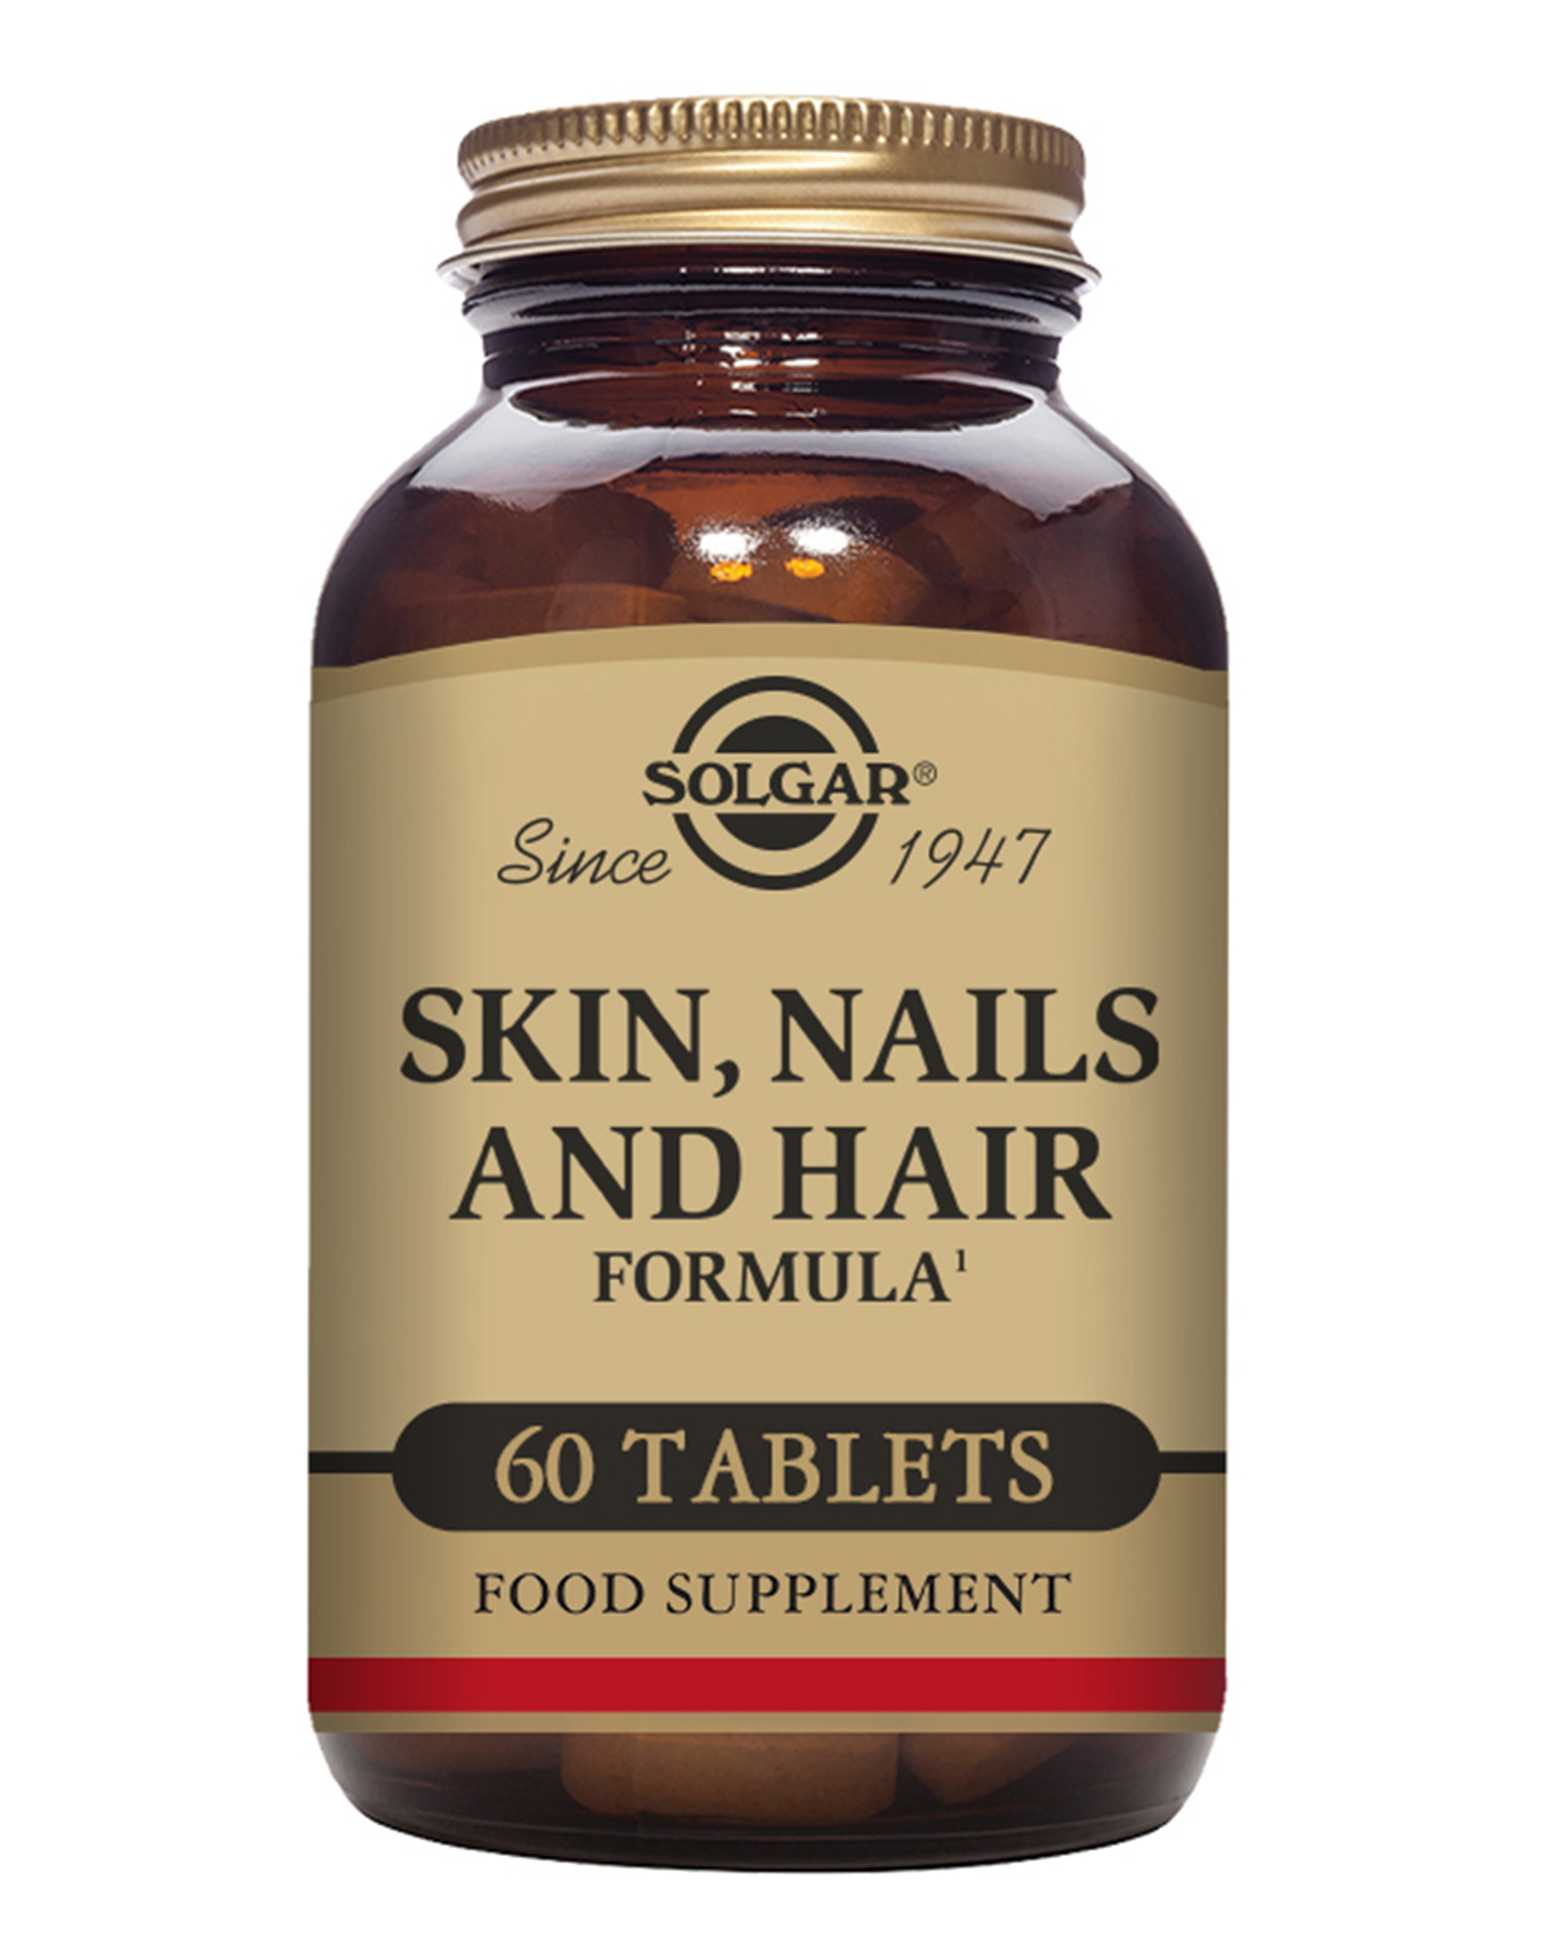 SOLGAR®
Since 1947
SKIN, NAILS
AND HAIR
FORMULA¹
60 TABLETS
FOOD SUPPLEMENT